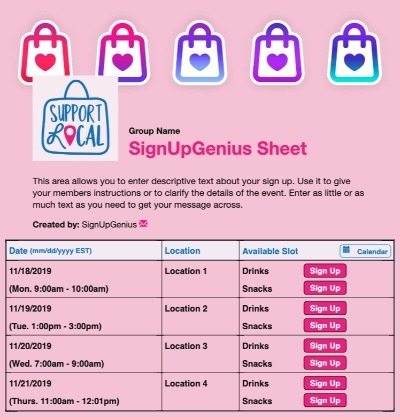 SUPPORT
LOCAL
Group Name
SignUpGenius Sheet
This area allows you to enter descriptive text about your sign up. Use it to give
your members instructions or to clarify the details of the event. Enter as little or as
much text as you need to get your message across.
Created by: SignUpGenius
Date (mm/dd/yyyy EST) Location Available Slot Calendar
11/18/2019 Location 1 Drinks Sign Up
(Mon. 9:00am - 10:00am) Snacks Sign Up
11/19/2019 Location 2 Drinks Sign Up
(Tue. 1:00pm - 3:00pm) Snacks Sign Up
11/20/2019 Location 3 Drinks Sign Up
(Wed. 7:00am - 9:00am) Snacks Sign Up
11/21/2019 Location 4 Drinks Sign Up
(Thurs. 11:00am - 12:01pm) Snacks Sign Up